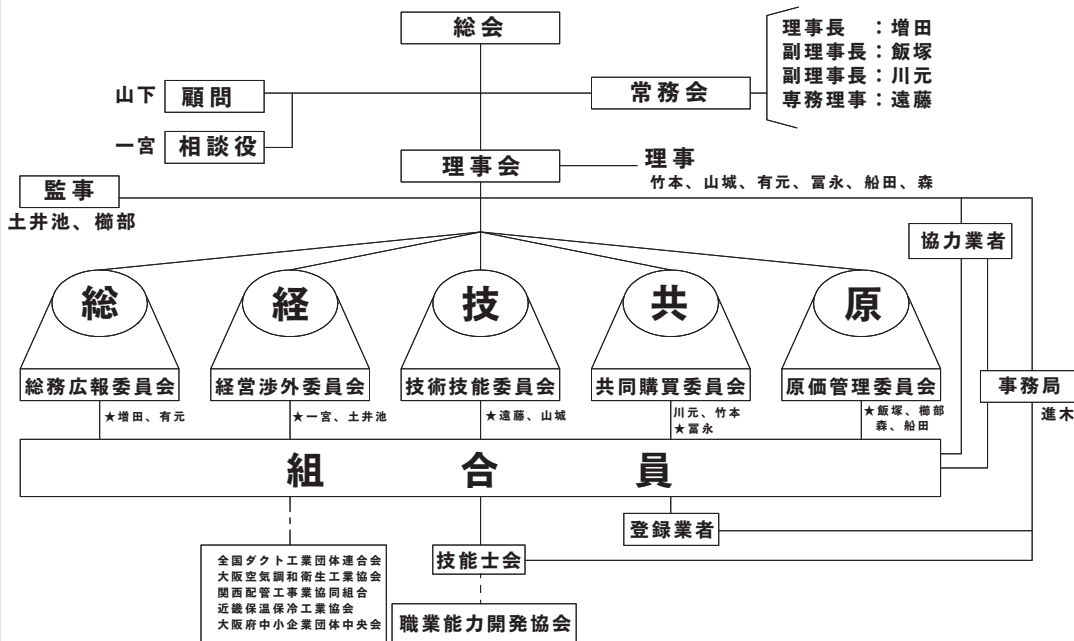 総会
理事長 ：増田
副理事長：飯塚
副理事長：川元
専務理事：遠藤
山下 顧問
常務会
一宮 相談役
理事会
理事
竹本、山城、有元、冨永、船田、森
監事
土井池、櫛部
協力業者
総 経 技 共 原
総務広報委員会 経営渉外委員会 技術技能委員会 共同購買委員会 原価管理委員会 事務局
★増田、有元 ★一宮、土井池 ★遠藤、山城 川元、竹本 ★飯塚、櫛部 進木
★冨永 森、船田
組合員
登録業者
全国ダクト工業団体連合会
大阪空気調和衛生工業協会
関西配管工事業協同組合
近畿保温保冷工業協会
大阪府中小企業団体中央会
技能士会
職業能力開発協会